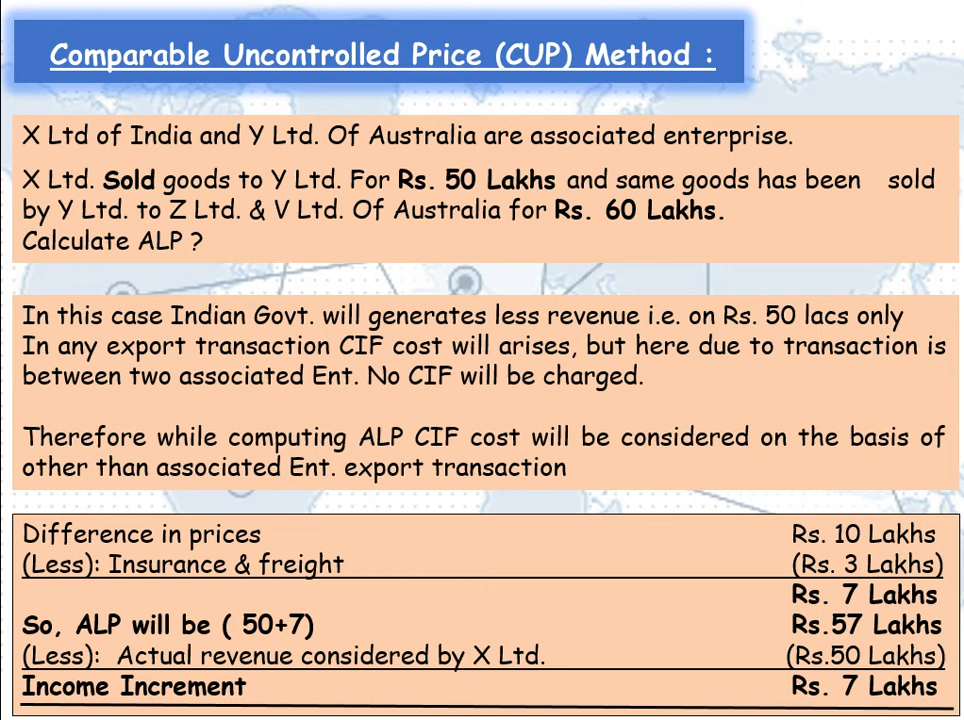 Comparable Uncontrolled Price (CUP) Method :
X Ltd of India and Y Ltd. Of Australia are associated enterprise.
X Ltd. Sold goods to Y Ltd. For Rs. 50 Lakhs and same goods has been sold
by Y Ltd. to Z Ltd. & V Ltd. Of Australia for Rs. 60 Lakhs.
Calculate ALP ?
In this case Indian Govt. will generates less revenue i.e. on Rs. 50 lacs only
In any export transaction CIF cost will arises, but here due to transaction is
between two associated Ent. No CIF will be charged.
Therefore while computing ALP CIF cost will be considered on the basis of
other than associated Ent. export transaction
Difference in prices Rs. 10 Lakhs
(Less): Insurance & freight (Rs. 3 Lakhs)
Rs. 7 Lakhs
So, ALP will be ( 50+7) Rs.57 Lakhs
(Less): Actual revenue considered by X Ltd. (Rs.50 Lakhs)
Income Increment Rs. 7 Lakhs